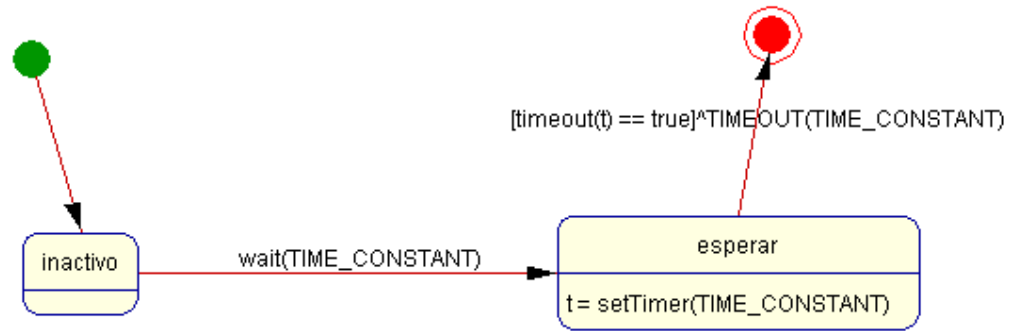 [timeout(t) == true]^TIMEOUT(TIME_CONSTANT)
inactivo
wait(TIME_CONSTANT)
esperar
t = setTimer(TIME_CONSTANT)